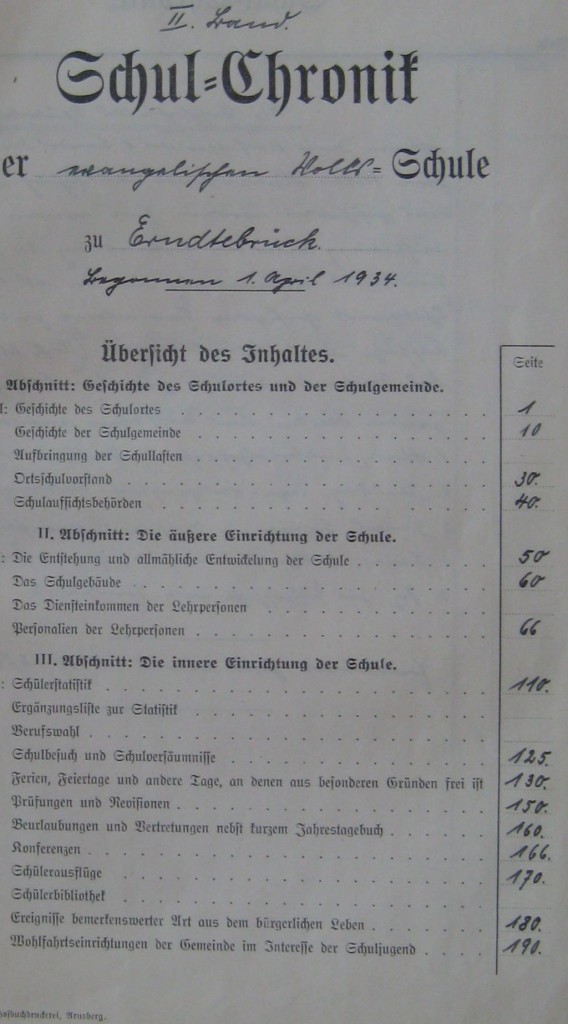 II. Band.
Schul=Chronik
er evangelischen Volks=Schule
zu Erndtebrück.
Begonnen 1. April 1934.
Übersicht des Inhaltes.
Seite
Abschnitt: Geschichte des Schulortes und der Schulgemeinde.
: Geschichte des Schulortes 1
Geschichte der Schulgemeinde 10
Aufbringung der Schullasten
Ortsschulvorstand 30.
Schulaufsichtsbehörden 40.
II. Abschnitt: Die äußere Einrichtung der Schule.
: Die Entstehung und allmähliche Entwickelung der Schule 50
Das Schulgebäude 60
Das Diensteinkommen der Lehrpersonen
Personalien der Lehrpersonen 66
III. Abschnitt: Die innere Einrichtung der Schule.
: Schülerstatistik 110.
Ergänzungsliste zur Statistik
Berufswahl
Schulbesuch und Schulversäumnisse 125.
Ferien, Feiertage und andere Tage, an denen aus besonderen Gründen frei ist 130.
Prüfungen und Revisionen 150.
Beurlaubungen und Vertretungen nebst kurzem Jahrestagebuch 160.
Konferenzen 166.
Schülerausflüge 170.
Schülerbibliothek
Ereignisse bemerkenswerter Art aus dem bürgerlichen Leben 180.
Wohlfahrtseinrichtungen der Gemeinde im Interesse der Schuljugend 190.
hofbuchdruckerei, Arnsberg.